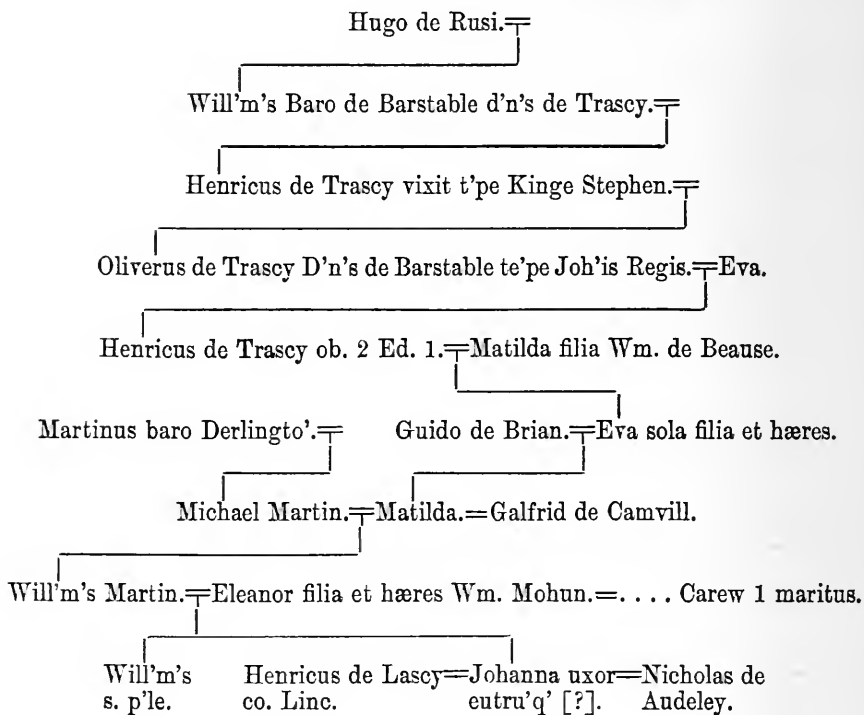 Hugo de Rusi.
Will'm's Baro de Barstable d'n's de Trascy.
Henricus de Trascy vixit t'pe Kinge Stephen.
Oliverus de Trascy D'n's de Barstable te'pe Joh'is Regis.=Eva.
Henricus de Trascy ob. 2 Ed. 1.=Matilda filia Wm. de Beause.
Martinus baro Derlingto'. Guido de Brian.=Eva sola filia et hæres.
Michael Martin.=Matilda.=Galfrid de Camvill.
Will'm's Martin.=Eleanor filia et hæres Wm. Mohun.=.... Carew 1 maritus.
Will'm's Henricus de Lascy=Johanna uxor=Nicholas de
s. p'le. co. Linc. eutru'q' [?]. Audeley.